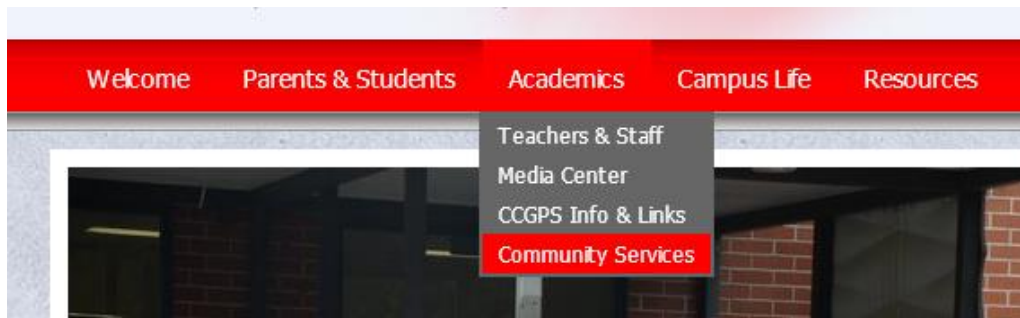 Welcome Parents & Students Academics Campus Life Resources
Teachers & Staff
Media Center
CCGPS Info & Links
Community Services